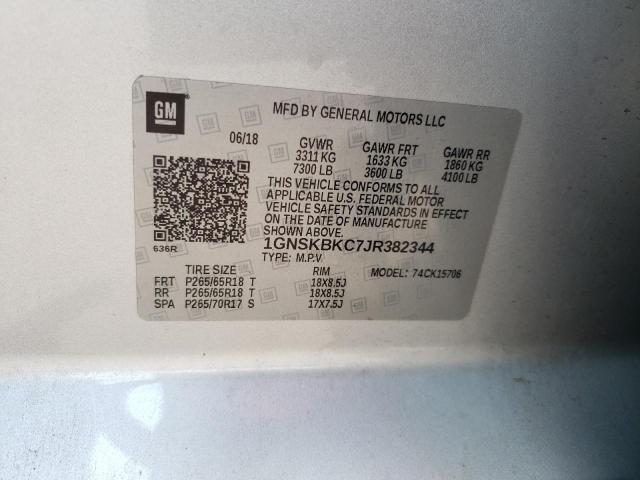 GM
MFD BY GENERAL MOTORS LLC
06/18 GVWR GAWR FRT GAWR RR
3311 KG 1633 KG 1860 KG
7300 LB 3600 LB 4100 LB
THIS VEHICLE CONFORMS TO ALL
APPLICABLE U.S. FEDERAL MOTOR
VEHICLE SAFETY STANDARDS IN EFFECT
ON THE DATE OF MANUFACTURE
SHOWN ABOVE.
636R 1GNSKBKC7JR382344
TYPE: M.P.V MODEL: 74CK15706
TIRE SIZE RIM
FRT P265/65R18 T 18X8.5J
RR P265/65R18 T 18X8.5J
SPA P265/70R17 S 17X7.5J